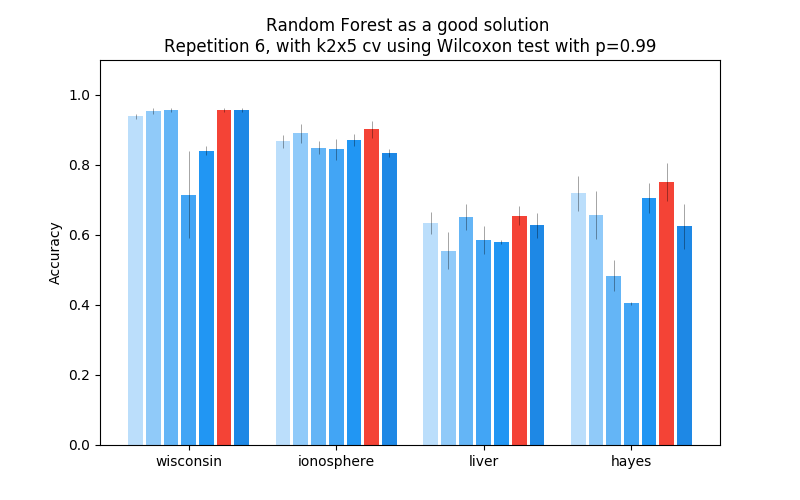 Random Forest as a good solution
Repetition 6, with k2x5 cv using Wilcoxon test with p=0.99
1.0
0.8
0.6
0.4
0.2
0.0
Accuracy
wisconsin
ionosphere
liver
hayes